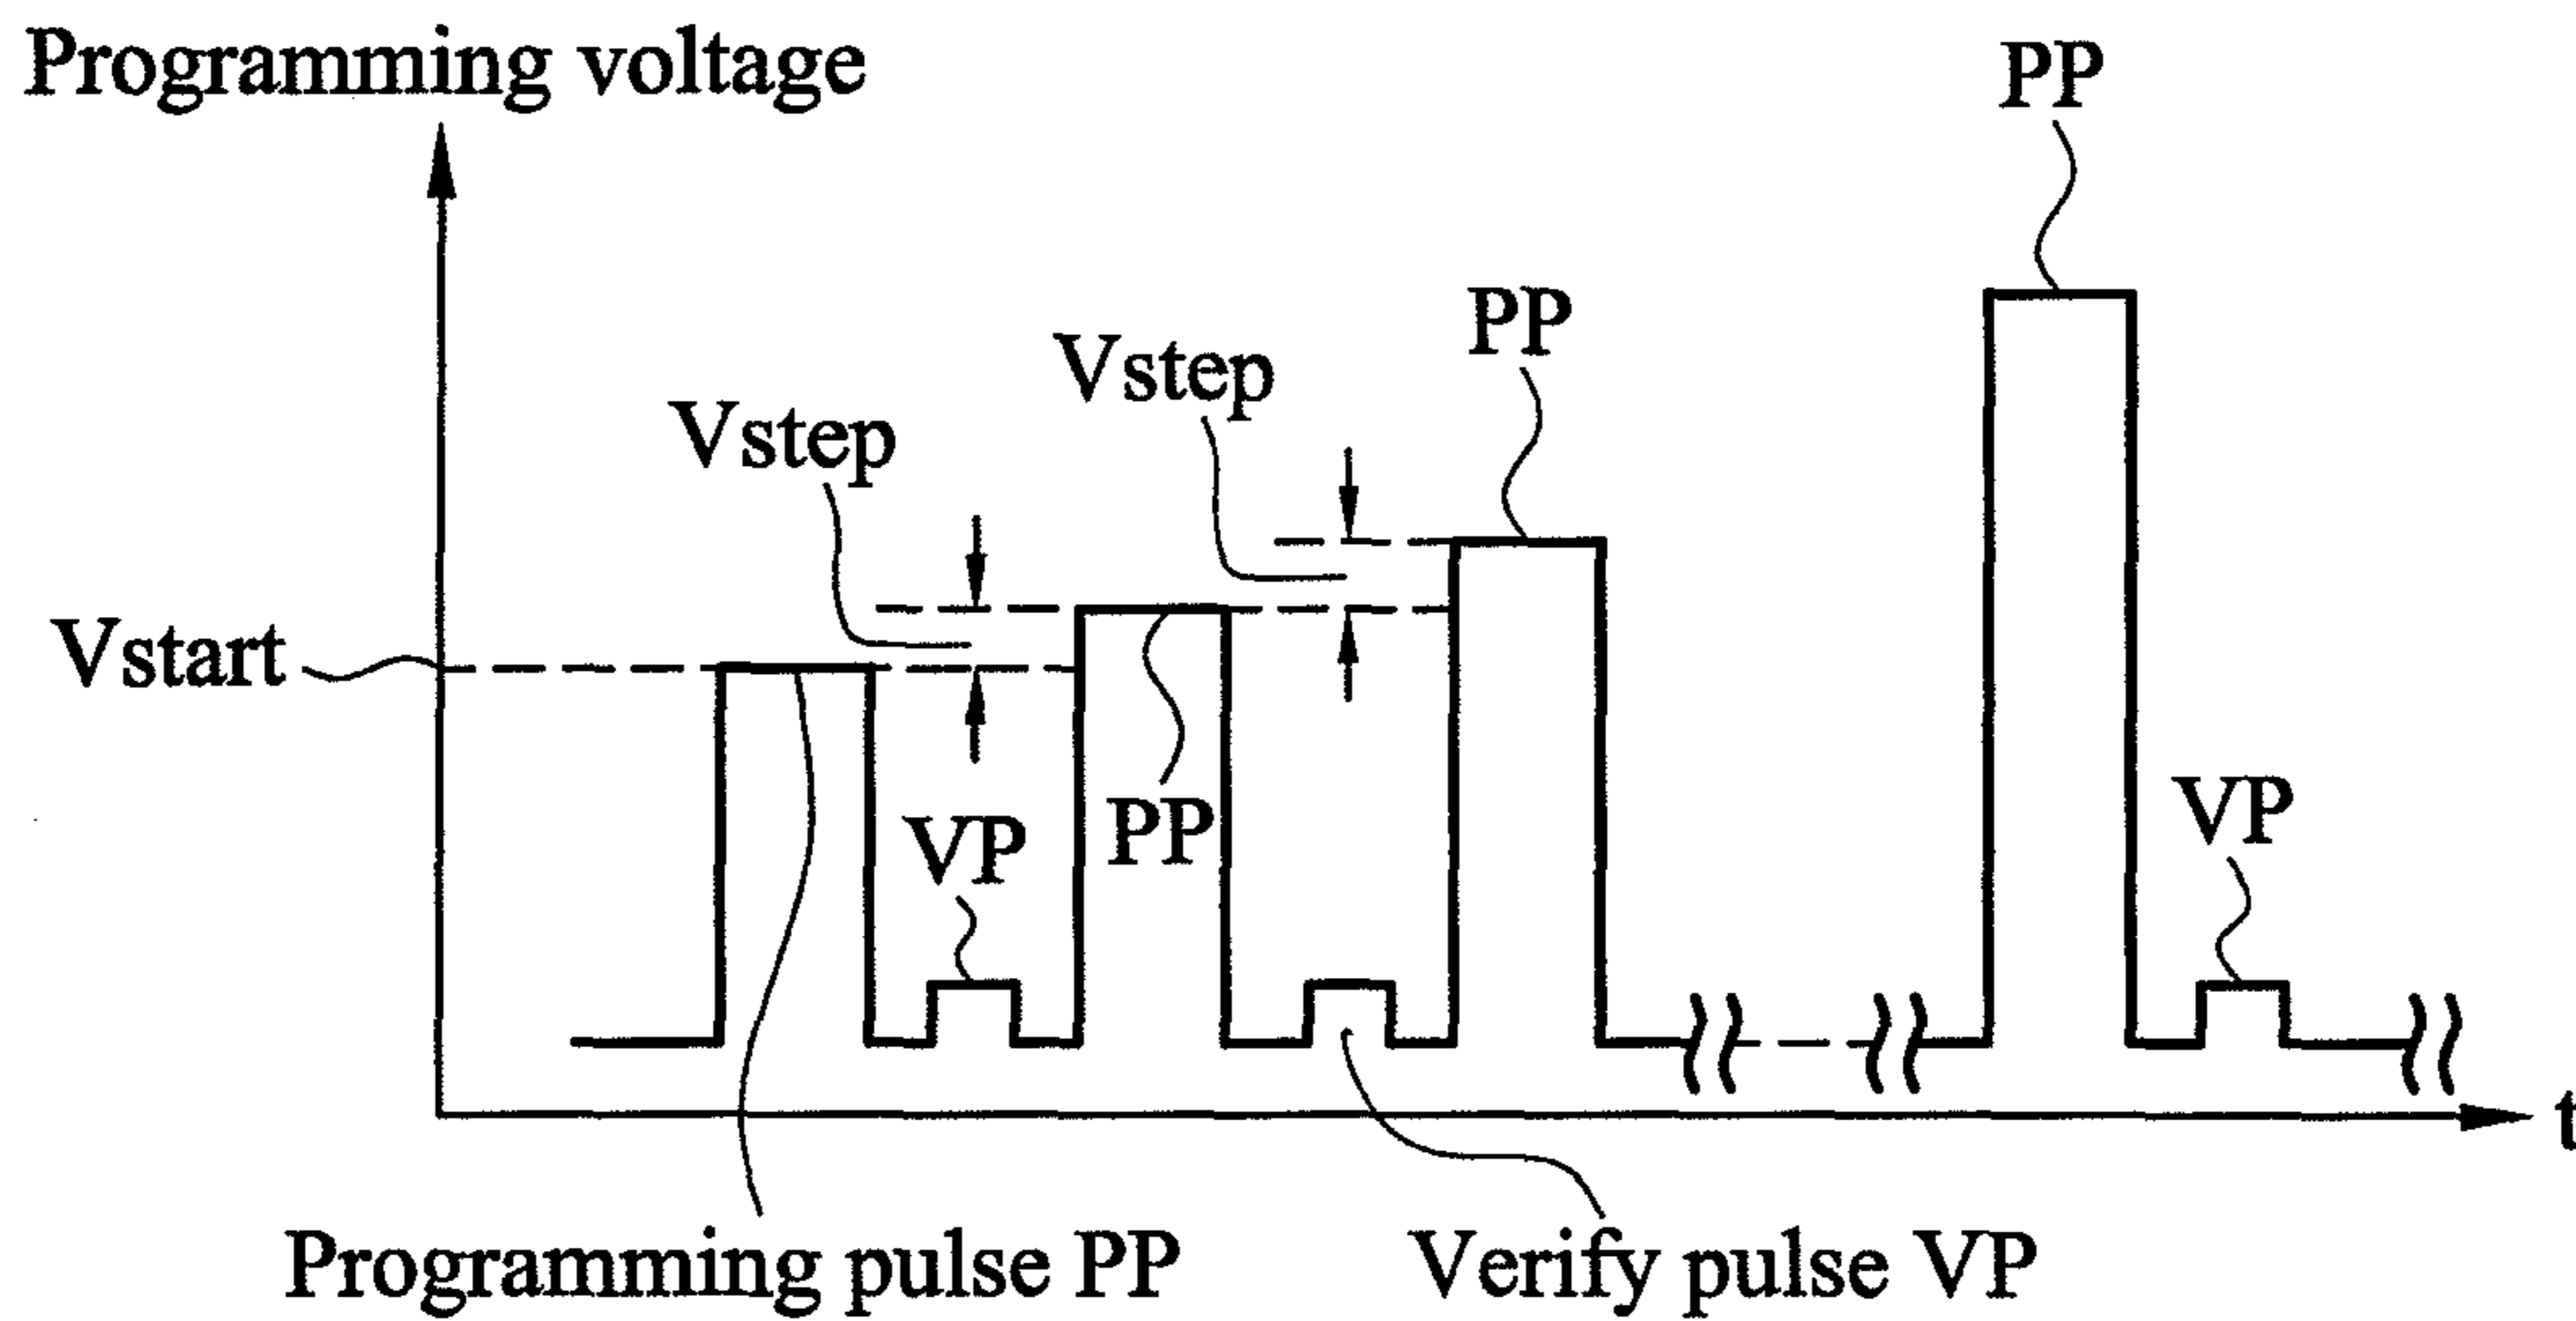 Programming voltage
PP
PP
Vstep
Vstep
Vstart
VP
PP
VP
t
Programming pulse PP
Verify pulse VP